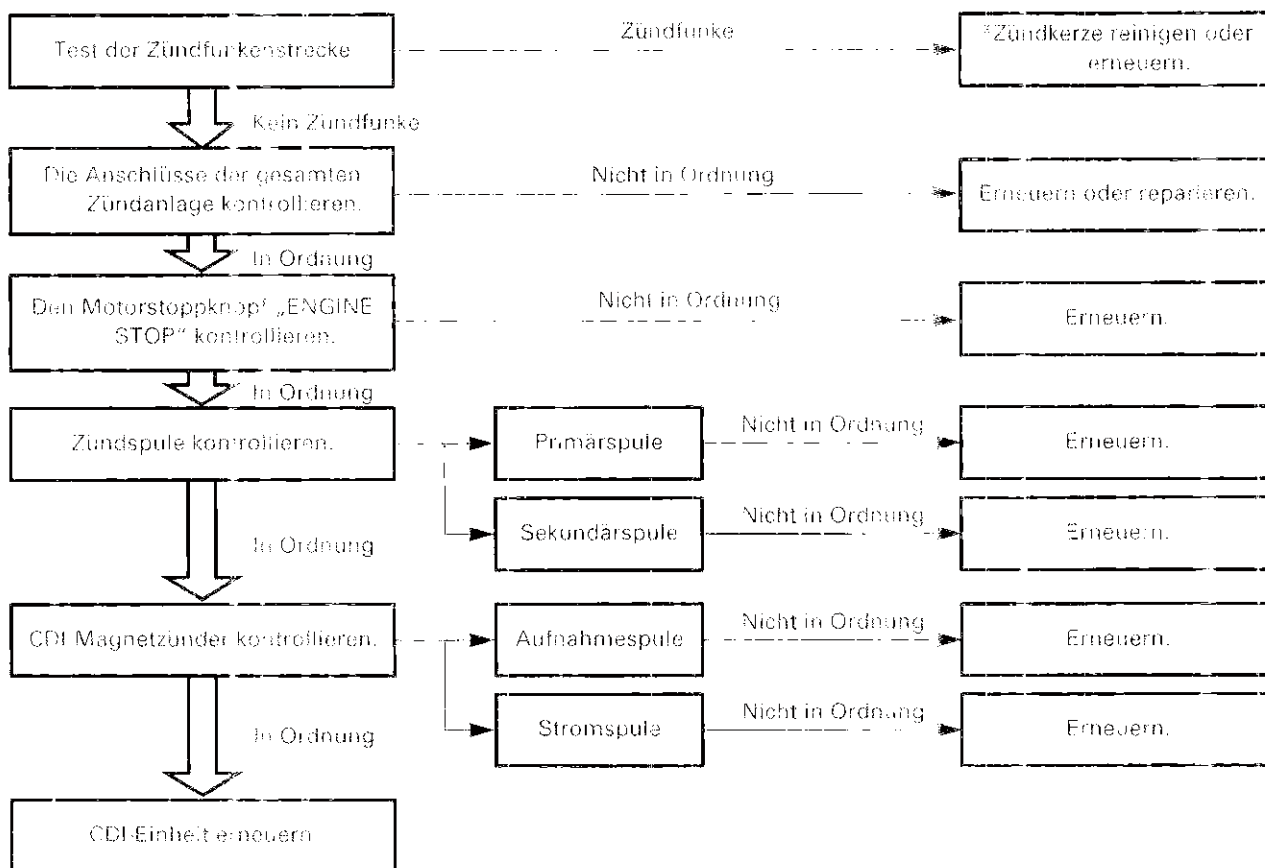 Test der Zündfunkenstrecke
Zündfunke
*Zündkerze reinigen oder
erneuern.
Kein Zündfunke
Die Anschlüsse der gesamten
Zündanlage kontrollieren.
Nicht in Ordnung
Erneuern oder reparieren.
In Ordnung
Den Motorstoppknopf „ENGINE
STOP“ kontrollieren.
Nicht in Ordnung
Erneuern.
In Ordnung
Zündspule kontrollieren.
Primärspule
Nicht in Ordnung
Erneuern.
Sekundärspule
Nicht in Ordnung
Erneuern.
In Ordnung
CDI Magnetzünder kontrollieren.
Aufnahmespule
Nicht in Ordnung
Erneuern.
Stromspule
Nicht in Ordnung
Erneuern.
In Ordnung
CDI-Einheit erneuern